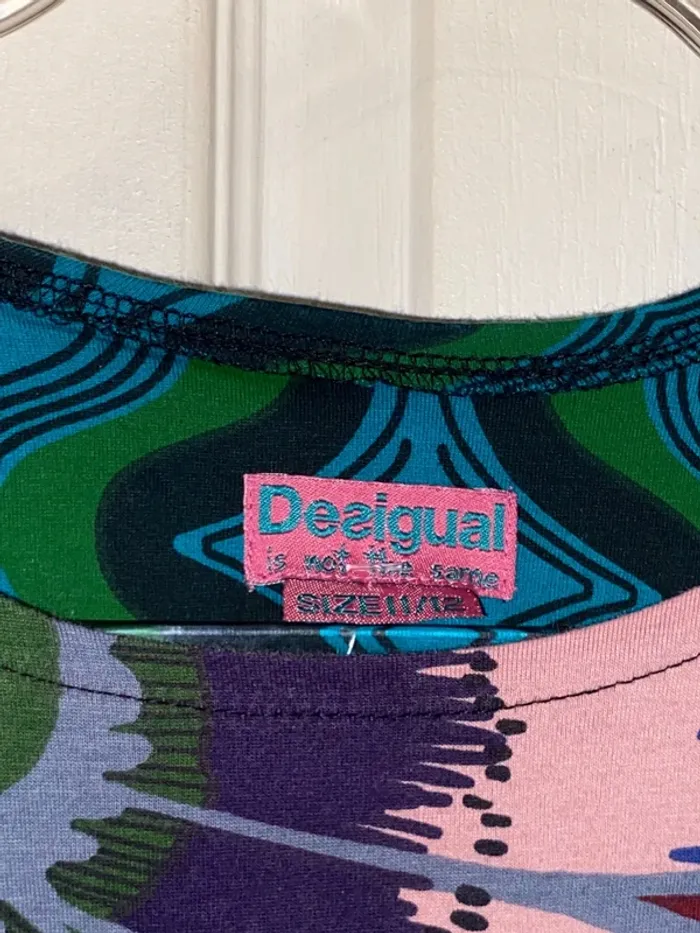 Desigual
is not the same
SIZE 11/12